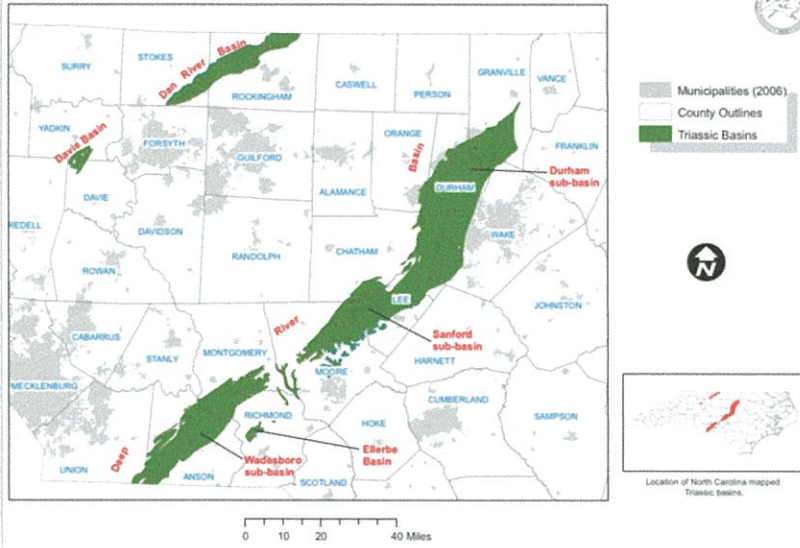 SURRY
STOKES
Dan River Basin
ROCKINGHAM
CASWELL
PERSON
GRANVILLE
VANCE
YADKIN
Davie Basin
FORSYTH
GUILFORD
ORANGE
Basin
FRANKLIN
DURHAM
Durham
sub-basin
DAVIE
ALAMANCE
REDELL
DAVIDSON
WAKE
ROWAN
RANDOLPH
CHATHAM
LEE
JOHNSTON
River
CABARRUS
STANLY
MONTGOMERY
Sanford
sub-basin
HARNETT
MOORE
MECKLENBURG
RICHMOND
HOKE
CUMBERLAND
SAMPSON
UNION
Deep
ANSON
Wadesboro
sub-basin
Ellerbe
Basin
SCOTLAND
0 10 20 40 Miles
Municipalities (2006)
County Outlines
Triassic Basins
N
Location of North Carolina mapped
Triassic basins.